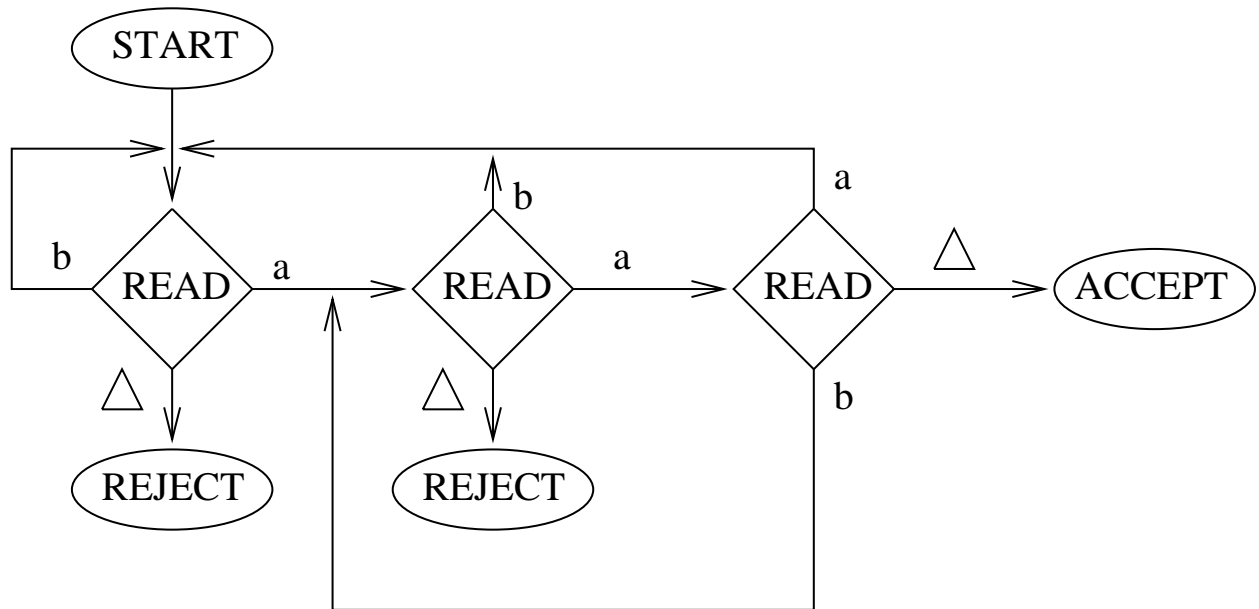 START
a
b
b a a △
READ READ READ ACCEPT
△ △ b
REJECT REJECT